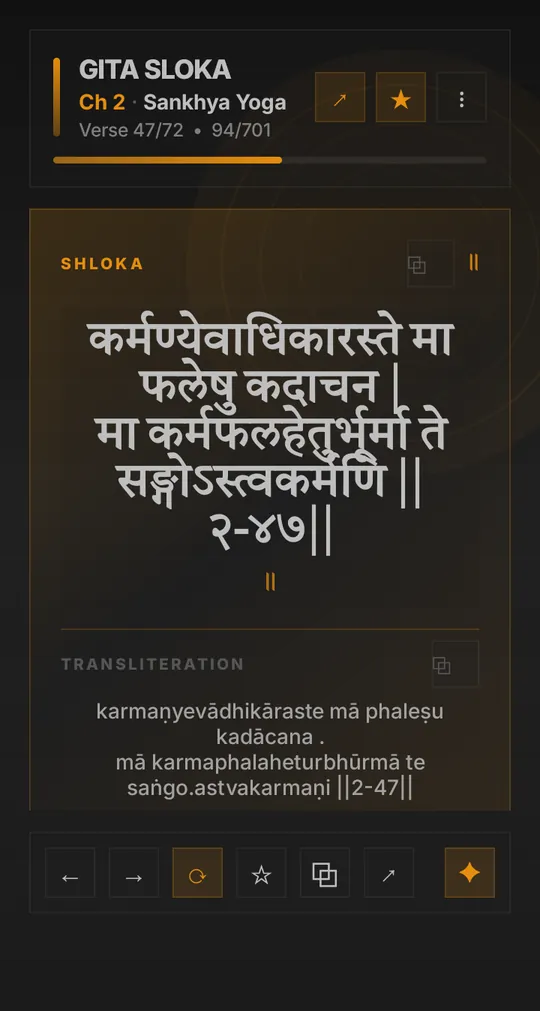 GITA SLOKA
Ch 2 · Sankhya Yoga
Verse 47/72 • 94/701
SHLOKA ॥
कर्मण्येवाधिकारस्ते मा
फलेषु कदाचन |
मा कर्मफलहेतुर्भूर्मा ते
सङ्गोऽस्त्वकर्मणि ||
२-४७||
॥
TRANSLITERATION
karmaṇyevādhikāraste mā phaleṣu
kadācana .
mā karmaphalaheturbhūrmā te
saṅgo.astvakarmaṇi ||2-47||